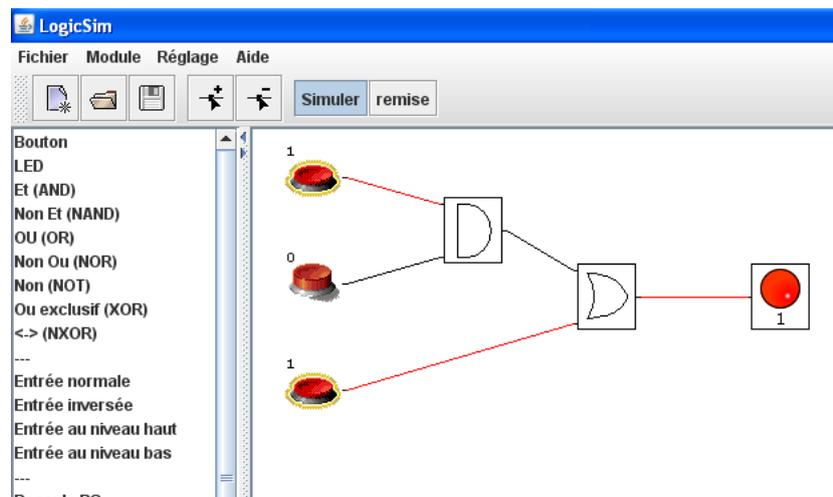 LogicSim
Fichier Module Réglage Aide
Simuler remise
Bouton
LED
Et (AND)
Non Et (NAND)
OU (OR)
Non Ou (NOR)
Non (NOT)
Ou exclusif (XOR)
<-> (NXOR)
---
Entrée normale
Entrée inversée
Entrée au niveau haut
Entrée au niveau bas
---
1
0
1
1